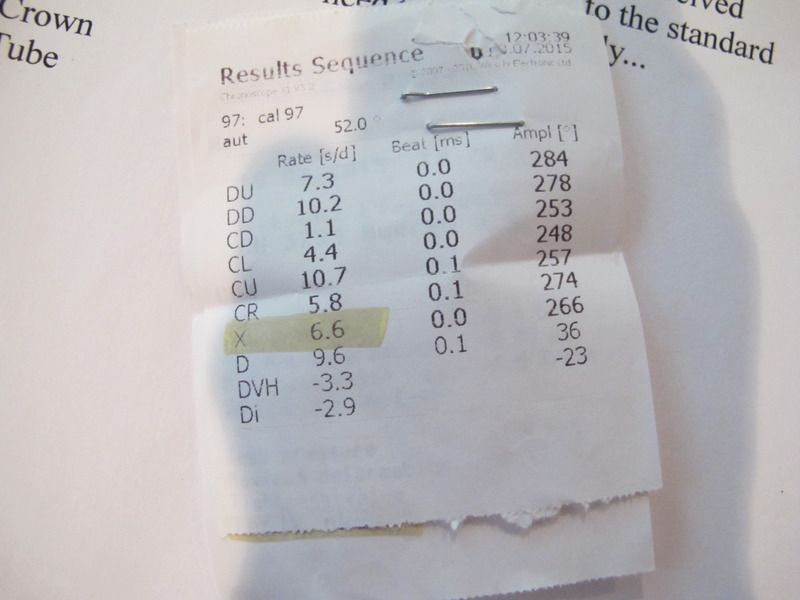 Crown
Tube
to the standard
y...
12:03:39
.07.2015
Results Sequence
97: cal 97
aut 52.0 °
Rate [s/d] Beat [ms] Ampl [°]
DU 7.3 0.0 284
DD 10.2 0.0 278
CD 1.1 0.0 253
CL 4.4 0.0 248
CU 10.7 0.1 257
CR 5.8 0.1 274
X 6.6 0.0 266
D 9.6 0.1 36
DVH -3.3 -23
Di -2.9